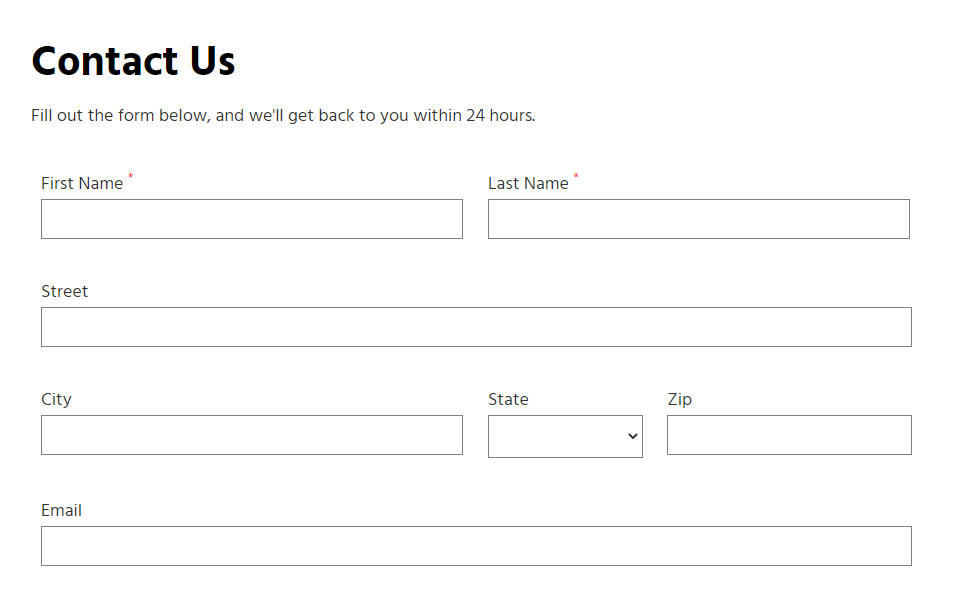 Contact Us
Fill out the form below, and we'll get back to you within 24 hours.
First Name * Last Name *
Street
City State Zip
Email